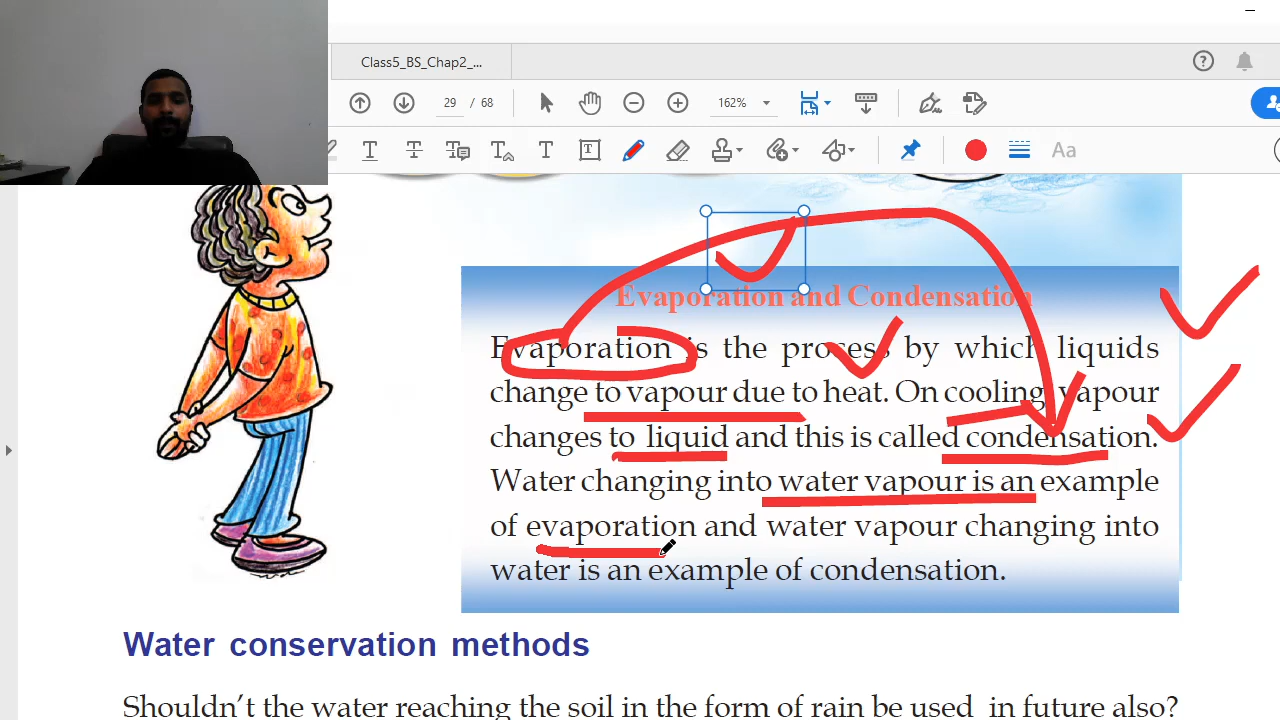 Class5_BS_Chap2_...
29 / 68
162%
Aa
Evaporation and Condensation
Evaporation is the process by which liquids
change to vapour due to heat. On cooling, vapour
changes to liquid and this is called condensation.
Water changing into water vapour is an example
of evaporation and water vapour changing into
water is an example of condensation.
Water conservation methods
Shouldn't the water reaching the soil in the form of rain be used in future also?